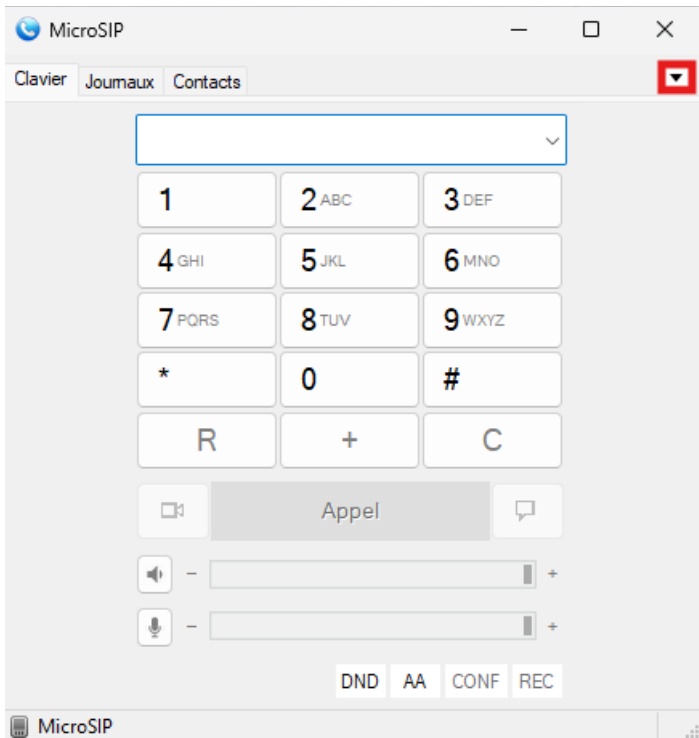 MicroSIP
Clavier Journaux Contacts
1 2 ABC 3 DEF
4 GHI 5 JKL 6 MNO
7 PQRS 8 TUV 9 WXYZ
* 0 #
R + C
Appel
− +
− +
DND AA CONF REC
MicroSIP